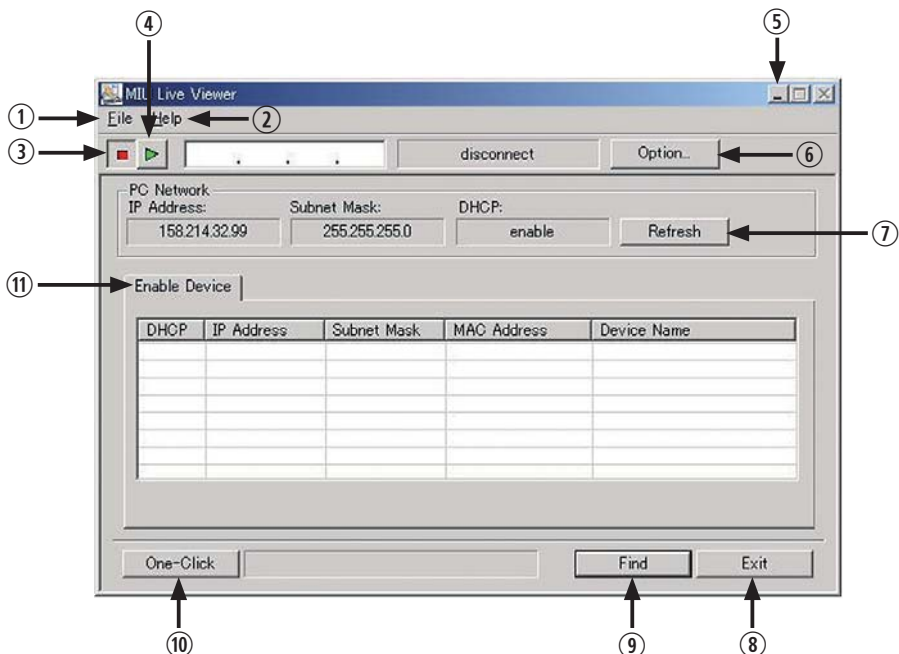 ④ ⑤
MIU Live Viewer
① File Help ②
③ . . . disconnect Option... ⑥
PC Network
IP Address: Subnet Mask: DHCP:
158.214.32.99 255.255.255.0 enable Refresh ⑦
⑪ Enable Device
DHCP IP Address Subnet Mask MAC Address Device Name
One-Click Find Exit
⑩ ⑨ ⑧